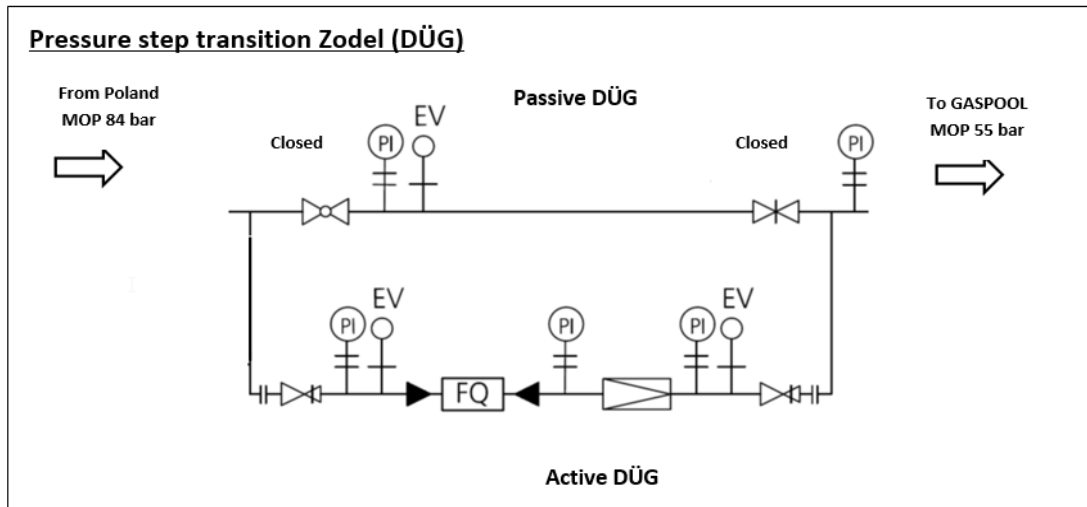 Pressure step transition Zodel (DÜG)
From Poland
MOP 84 bar
Passive DÜG
To GASPOOL
MOP 55 bar
Closed
PI
EV
Closed
PI
PI
EV
PI
PI
EV
FQ
Active DÜG